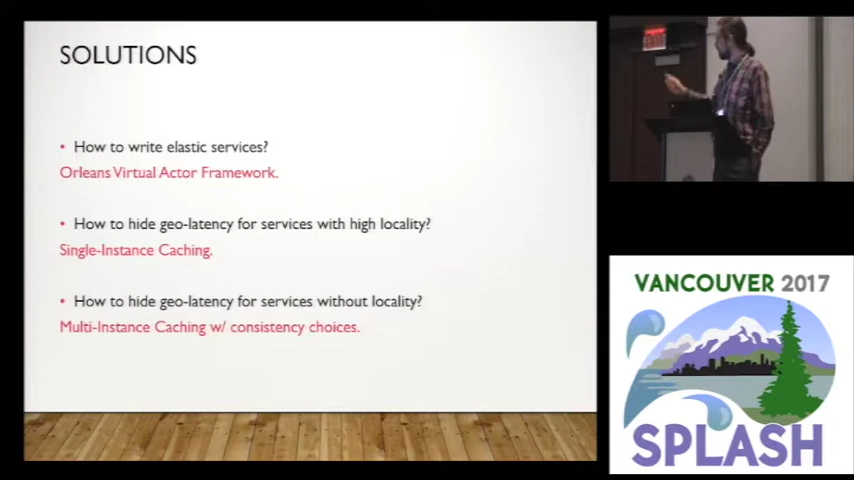 SOLUTIONS
• How to write elastic services?
Orleans Virtual Actor Framework.
• How to hide geo-latency for services with high locality?
Single-Instance Caching.
• How to hide geo-latency for services without locality?
Multi-Instance Caching w/ consistency choices.
EXIT
VANCOUVER 2017
SPLASH